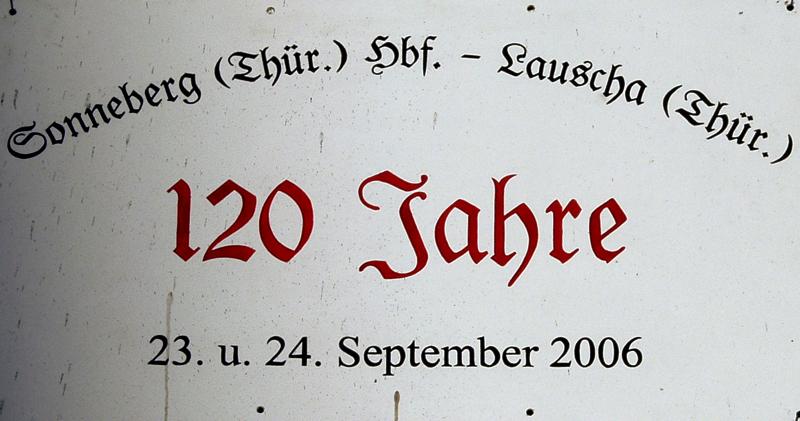 Sonneberg (Thür.) Hbf. - Lauscha (Thür.)
120 Jahre
23. u. 24. September 2006